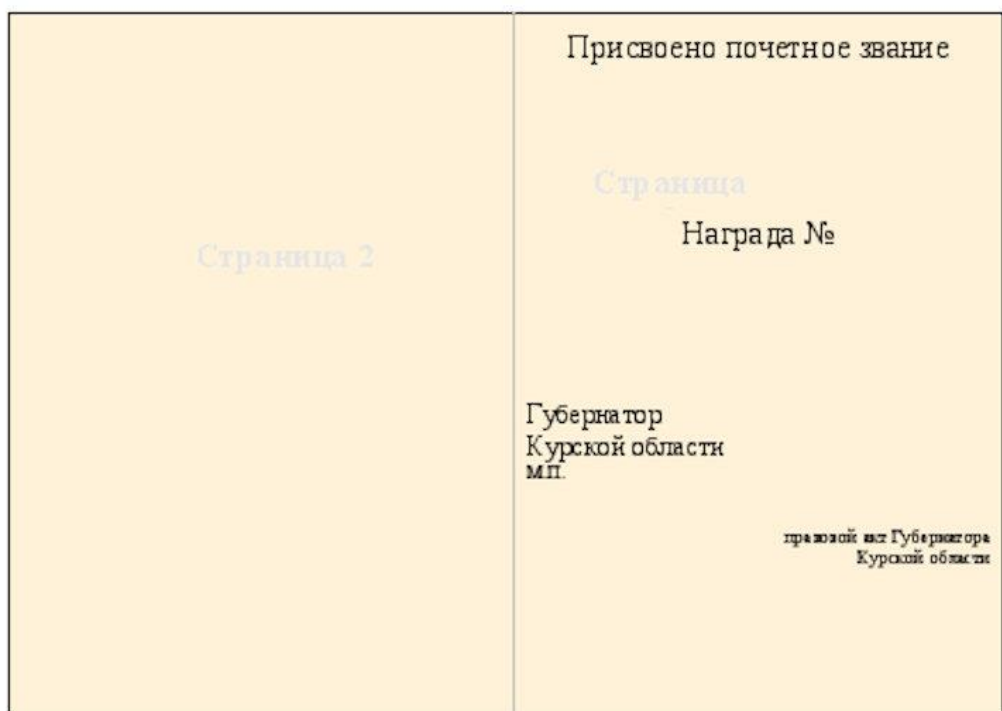 Страница 2
Присвоено почетное звание
Страница
Награда №
Губернатор
Курской области
м.п.
правовой акт Губернатора
Курской области